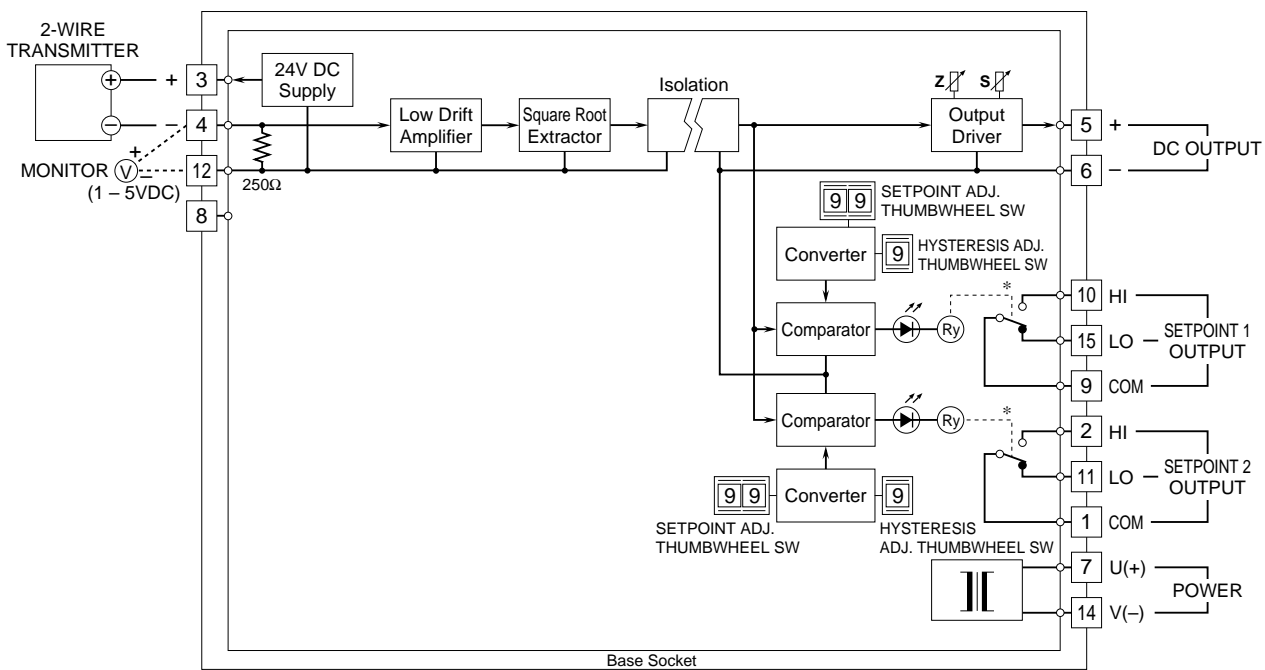 2-WIRE
TRANSMITTER
+
−
+
−
3
4
12
8
MONITOR
(1 – 5VDC)
V
+
−
24V DC
Supply
250Ω
Low Drift
Amplifier
Square Root
Extractor
Isolation
Z
S
Output
Driver
5
+
6
−
DC OUTPUT
9 9
SETPOINT ADJ.
THUMBWHEEL SW
Converter
9
HYSTERESIS ADJ.
THUMBWHEEL SW
Comparator
Ry
*
10
HI
15
LO
9
COM
SETPOINT 1
OUTPUT
Comparator
Ry
*
2
HI
11
LO
1
COM
SETPOINT 2
OUTPUT
9 9
Converter
9
SETPOINT ADJ.
THUMBWHEEL SW
HYSTERESIS
ADJ. THUMBWHEEL SW
7
U(+)
14
V(–)
POWER
Base Socket